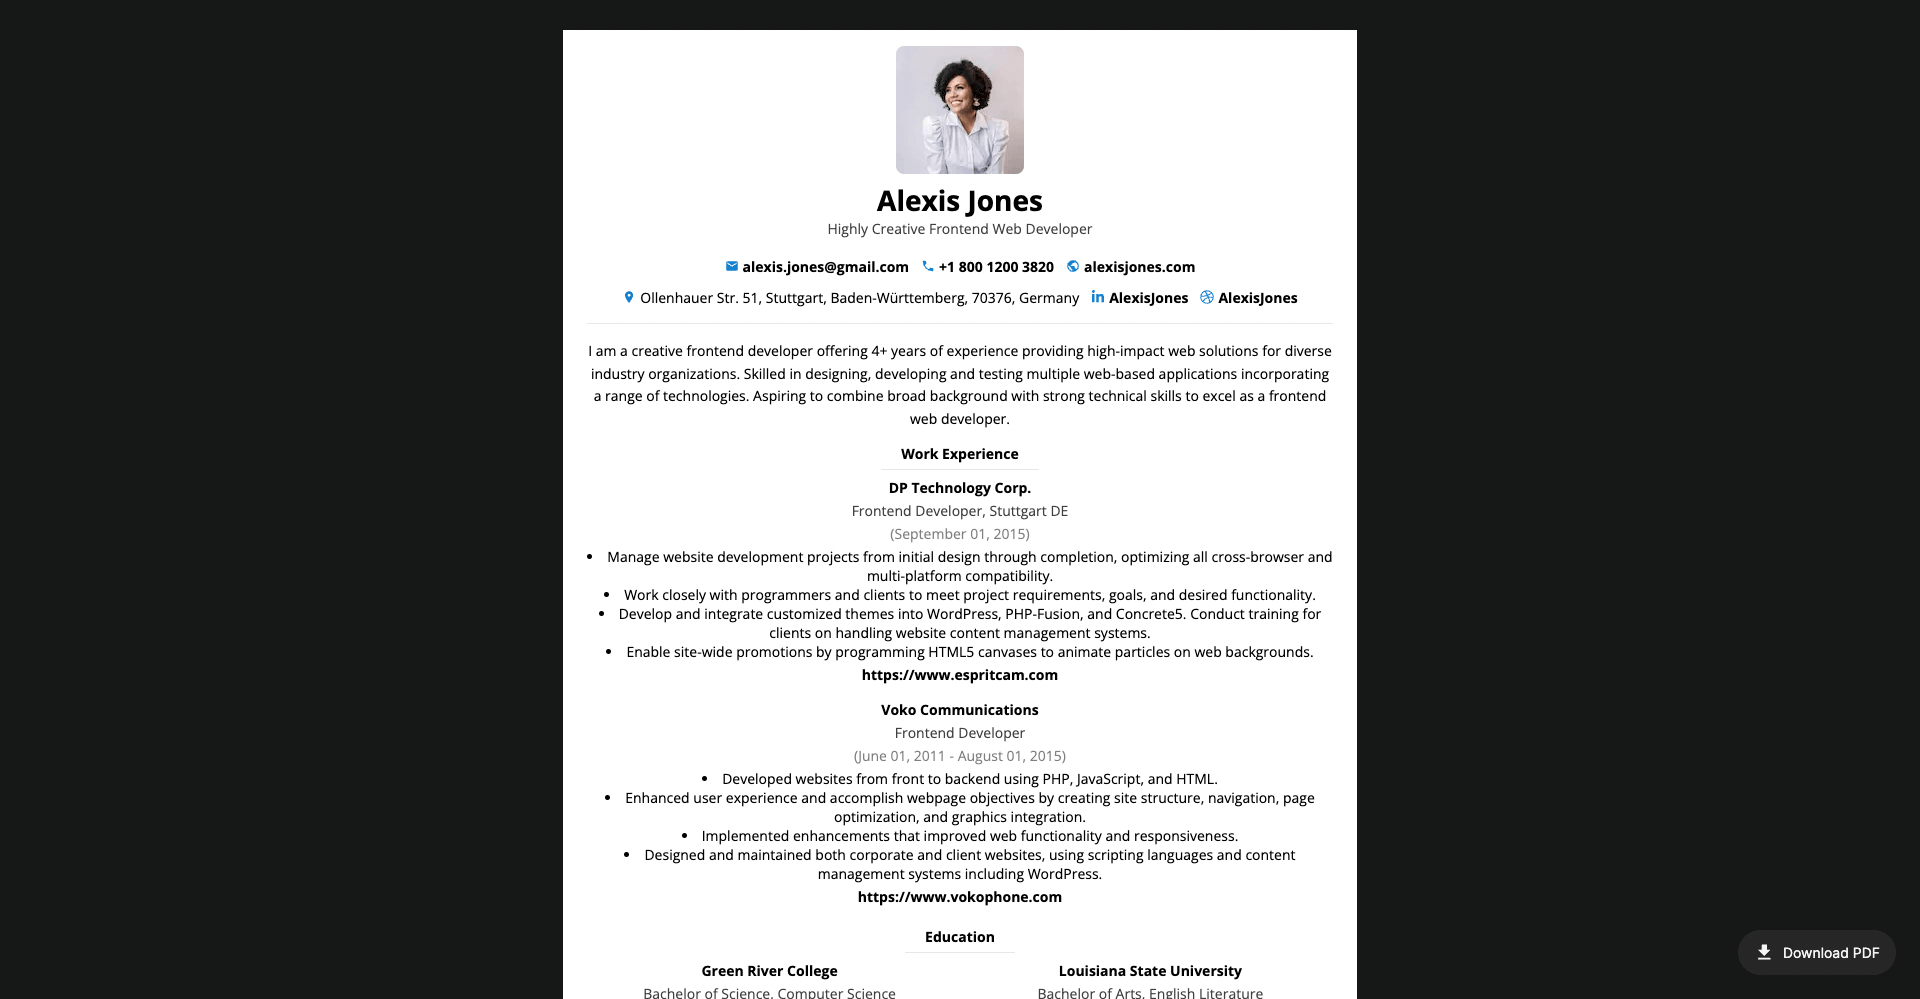 Alexis Jones
Highly Creative Frontend Web Developer
alexis.jones@gmail.com +1 800 1200 3820 alexisjones.com
Ollenhauer Str. 51, Stuttgart, Baden-Württemberg, 70376, Germany AlexisJones AlexisJones
I am a creative frontend developer offering 4+ years of experience providing high-impact web solutions for diverse
industry organizations. Skilled in designing, developing and testing multiple web-based applications incorporating
a range of technologies. Aspiring to combine broad background with strong technical skills to excel as a frontend
web developer.
Work Experience
DP Technology Corp.
Frontend Developer, Stuttgart DE
(September 01, 2015)
• Manage website development projects from initial design through completion, optimizing all cross-browser and
multi-platform compatibility.
• Work closely with programmers and clients to meet project requirements, goals, and desired functionality.
• Develop and integrate customized themes into WordPress, PHP-Fusion, and Concrete5. Conduct training for
clients on handling website content management systems.
• Enable site-wide promotions by programming HTML5 canvases to animate particles on web backgrounds.
https://www.espritcam.com
Voko Communications
Frontend Developer
(June 01, 2011 - August 01, 2015)
• Developed websites from front to backend using PHP, JavaScript, and HTML.
• Enhanced user experience and accomplish webpage objectives by creating site structure, navigation, page
optimization, and graphics integration.
• Implemented enhancements that improved web functionality and responsiveness.
• Designed and maintained both corporate and client websites, using scripting languages and content
management systems including WordPress.
https://www.vokophone.com
Education
Green River College
Bachelor of Science, Computer Science
Louisiana State University
Bachelor of Arts, English Literature
Download PDF